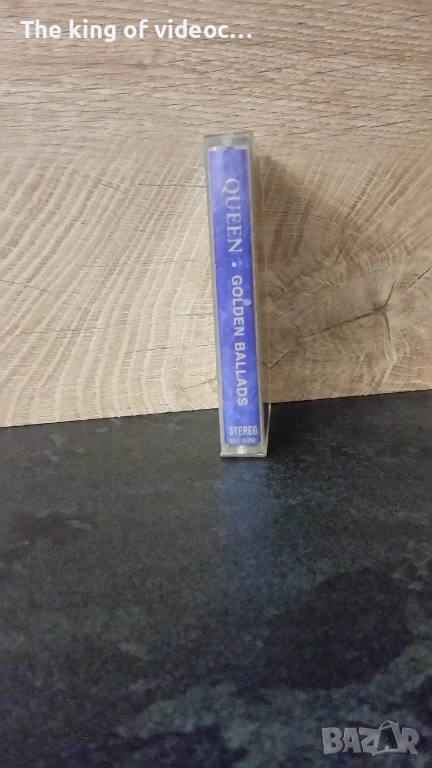 The king of videoc...
QUEEN • GOLDEN BALLADS
STEREO
BAZAR